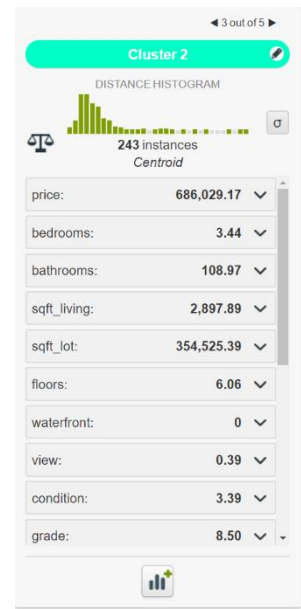 ◀ 3 out of 5 ▶
Cluster 2
DISTANCE HISTOGRAM
σ
243 instances
Centroid
price: 686,029.17
bedrooms: 3.44
bathrooms: 108.97
sqft_living: 2,897.89
sqft_lot: 354,525.39
floors: 6.06
waterfront: 0
view: 0.39
condition: 3.39
grade: 8.50